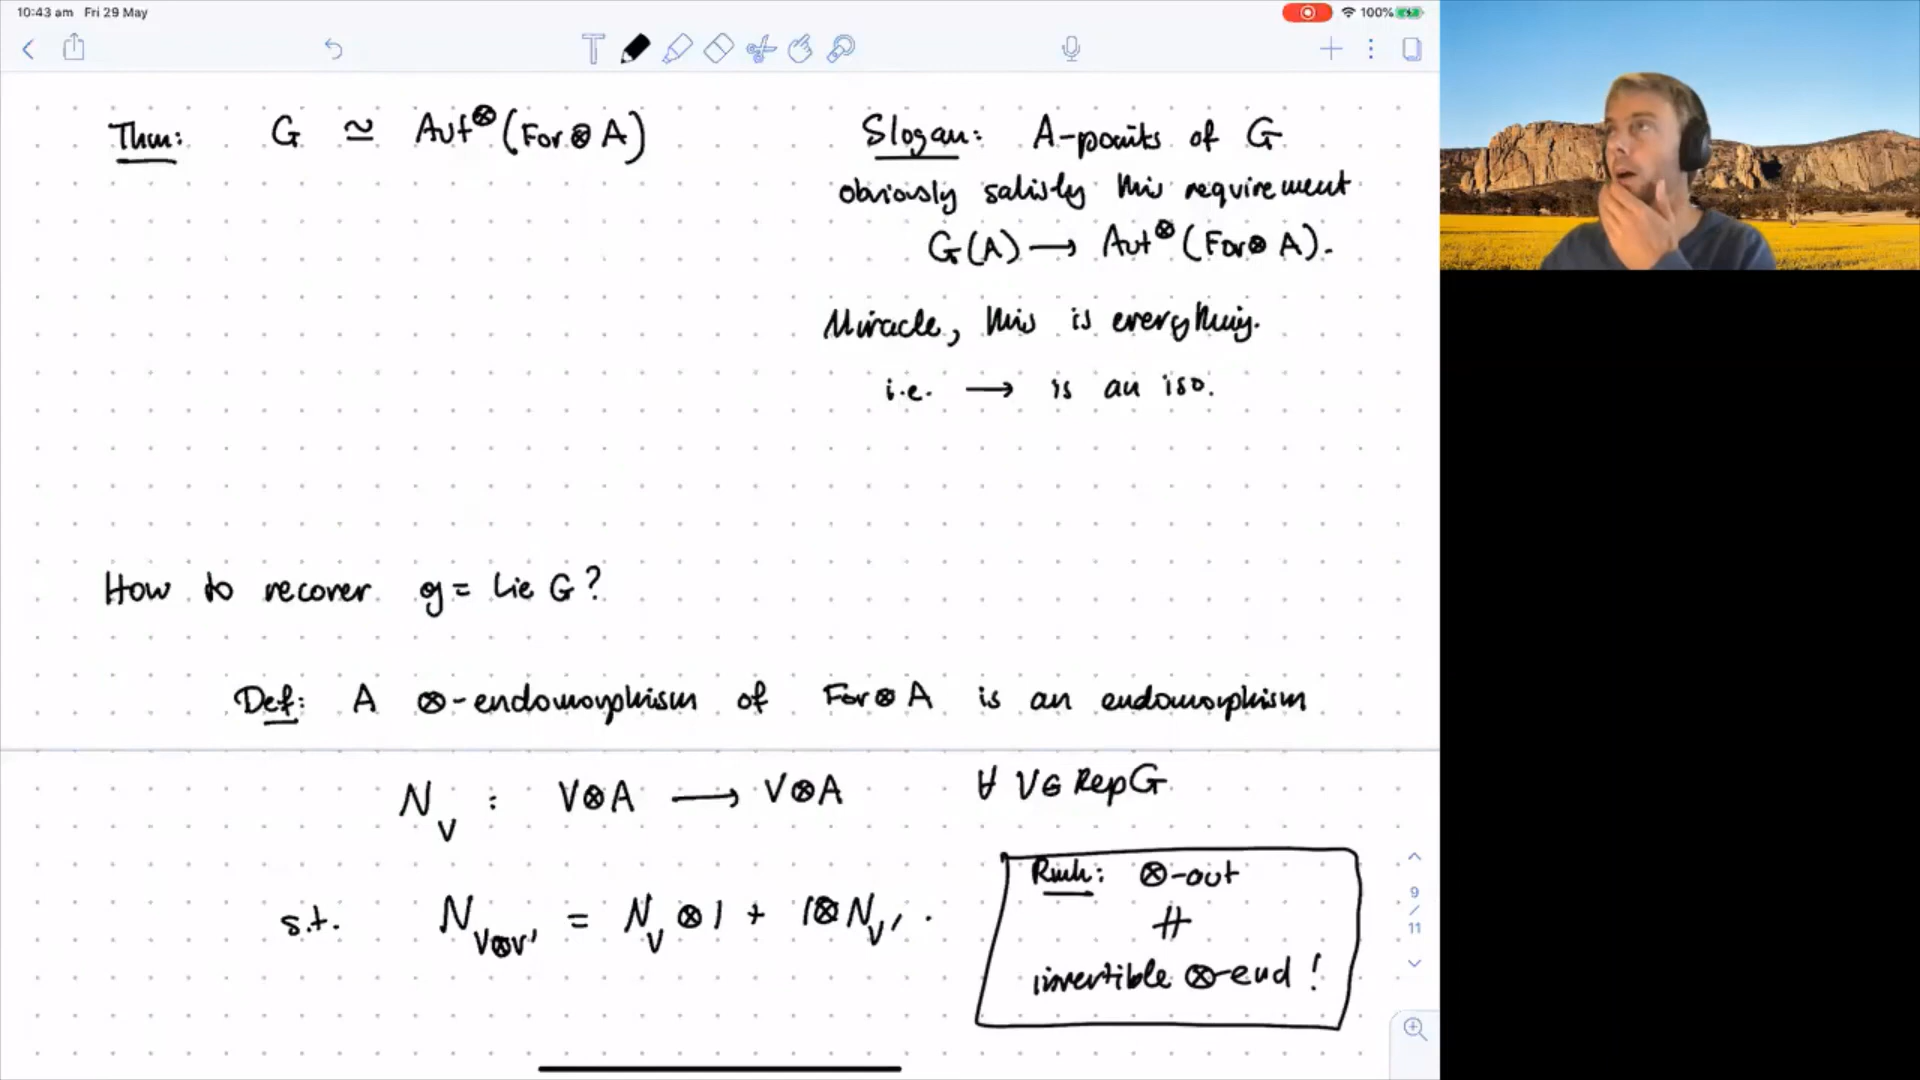 10:43 am Fri 29 May
100%
Thm: G ≃ Aut^⊗(For⊗A)
Slogan: A-points of G
obviously satisfy this requirement
G(A) → Aut^⊗(For⊗A).
Miracle, this is everything.
i.e. → is an iso.
How to recover 𝔤 = Lie G?
Def: A ⊗-endomorphism of For⊗A is an endomorphism
N_V : V⊗A → V⊗A ∀ V∈ Rep G
s.t. N_{V⊗V'} = N_V ⊗ 1 + 1⊗N_{V'}.
Rmk: ⊗-aut
≠
invertible ⊗-end!
9
/
11